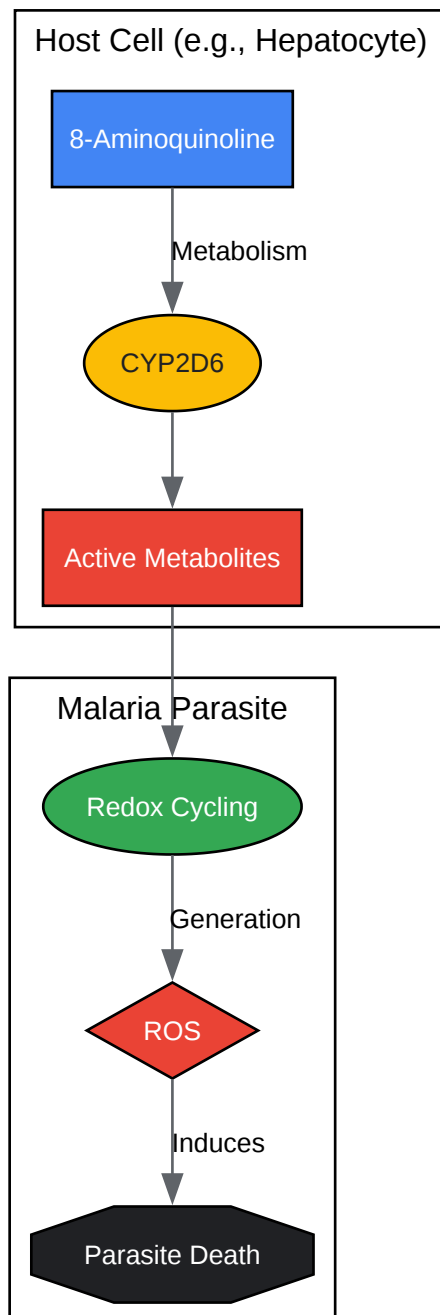 Host Cell (e.g., Hepatocyte)
8-Aminoquinoline
Metabolism
CYP2D6
Active Metabolites
Malaria Parasite
Redox Cycling
Generation
ROS
Induces
Parasite Death